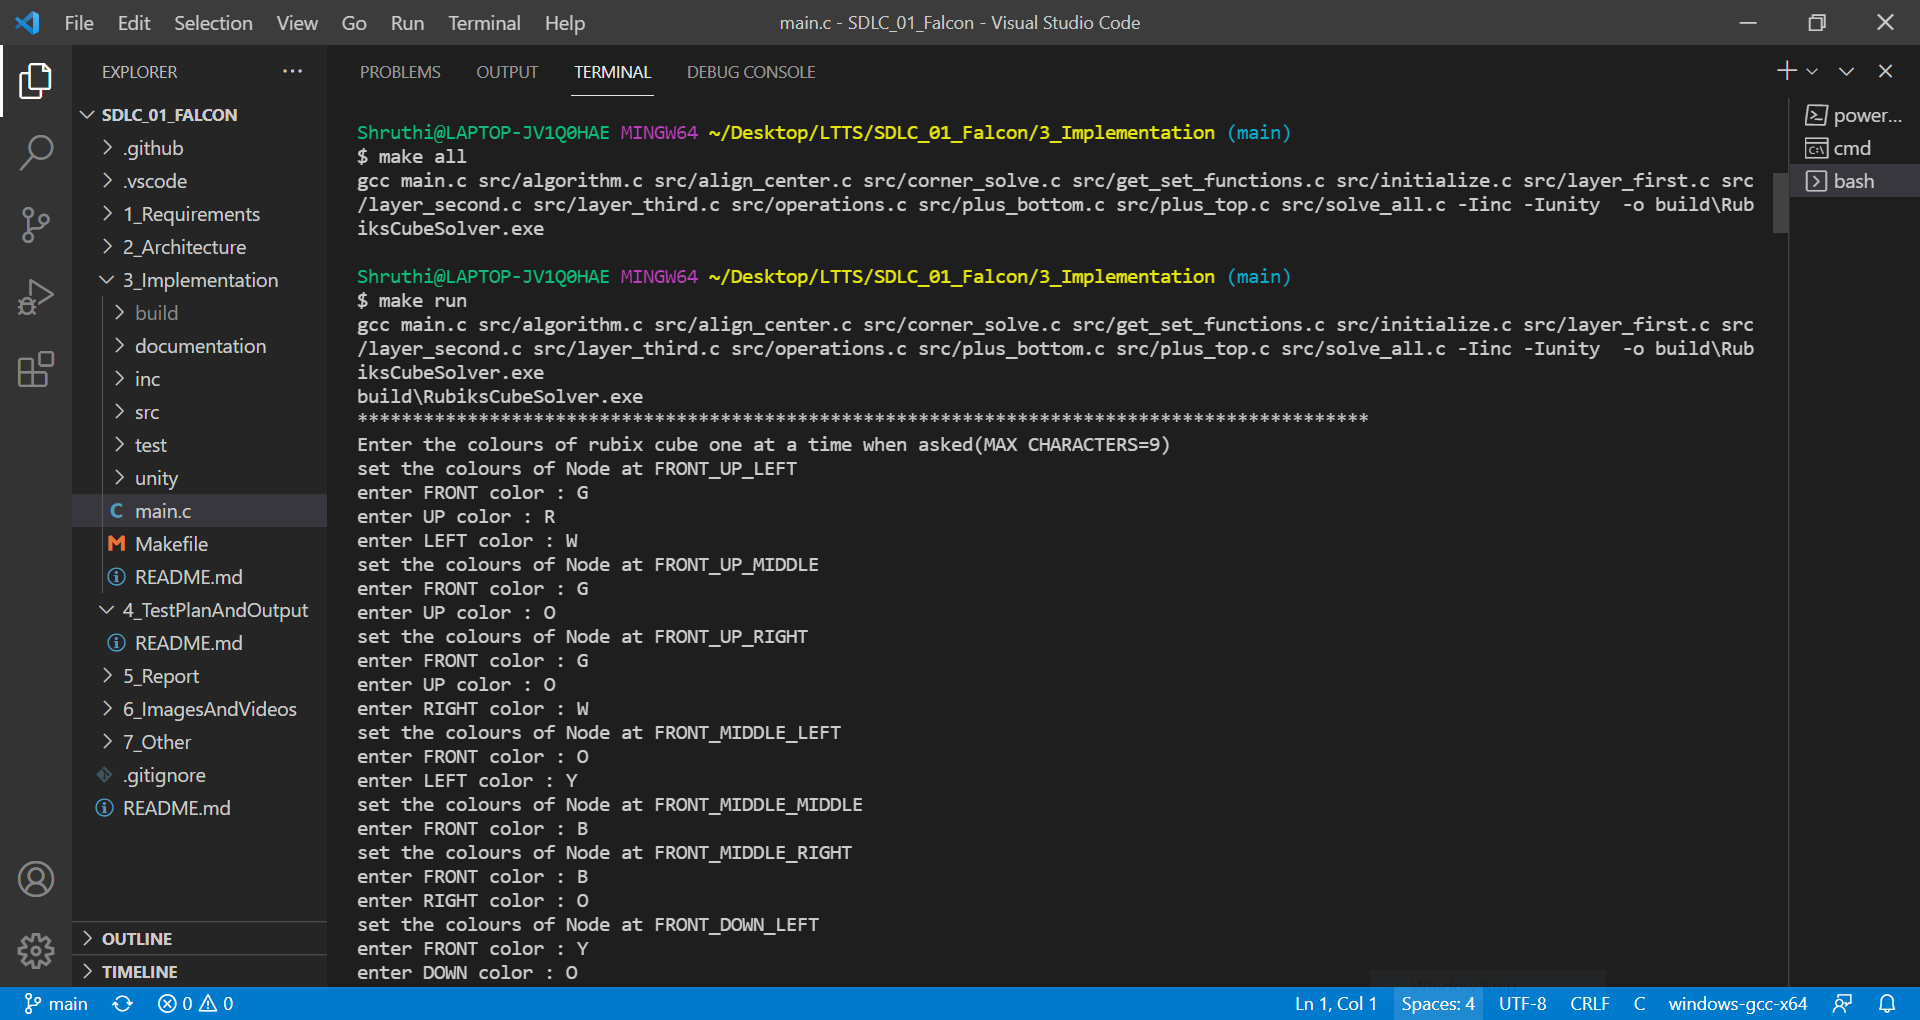 File Edit Selection View Go Run Terminal Help
main.c - SDLC_01_Falcon - Visual Studio Code
EXPLORER
SDLC_01_FALCON
.github
.vscode
1_Requirements
2_Architecture
3_Implementation
build
documentation
inc
src
test
unity
C main.c
M Makefile
README.md
4_TestPlanAndOutput
README.md
5_Report
6_ImagesAndVideos
7_Other
.gitignore
README.md
OUTLINE
TIMELINE
PROBLEMS OUTPUT TERMINAL DEBUG CONSOLE
Shruthi@LAPTOP-JV1Q0HAE MINGW64 ~/Desktop/LTTS/SDLC_01_Falcon/3_Implementation (main)
$ make all
gcc main.c src/algorithm.c src/align_center.c src/corner_solve.c src/get_set_functions.c src/initialize.c src/layer_first.c src
/layer_second.c src/layer_third.c src/operations.c src/plus_bottom.c src/plus_top.c src/solve_all.c -Iinc -Iunity  -o build\Rub
iksCubeSolver.exe
Shruthi@LAPTOP-JV1Q0HAE MINGW64 ~/Desktop/LTTS/SDLC_01_Falcon/3_Implementation (main)
$ make run
gcc main.c src/algorithm.c src/align_center.c src/corner_solve.c src/get_set_functions.c src/initialize.c src/layer_first.c src
/layer_second.c src/layer_third.c src/operations.c src/plus_bottom.c src/plus_top.c src/solve_all.c -Iinc -Iunity  -o build\Rub
iksCubeSolver.exe
build\RubiksCubeSolver.exe
********************************************************************************************
Enter the colours of rubix cube one at a time when asked(MAX CHARACTERS=9)
set the colours of Node at FRONT_UP_LEFT
enter FRONT color : G
enter UP color : R
enter LEFT color : W
set the colours of Node at FRONT_UP_MIDDLE
enter FRONT color : G
enter UP color : O
set the colours of Node at FRONT_UP_RIGHT
enter FRONT color : G
enter UP color : O
enter RIGHT color : W
set the colours of Node at FRONT_MIDDLE_LEFT
enter FRONT color : O
enter LEFT color : Y
set the colours of Node at FRONT_MIDDLE_MIDDLE
enter FRONT color : B
set the colours of Node at FRONT_MIDDLE_RIGHT
enter FRONT color : B
enter RIGHT color : O
set the colours of Node at FRONT_DOWN_LEFT
enter FRONT color : Y
enter DOWN color : O
power...
cmd
bash
main 0 0
Ln 1, Col 1 Spaces: 4 UTF-8 CRLF C windows-gcc-x64